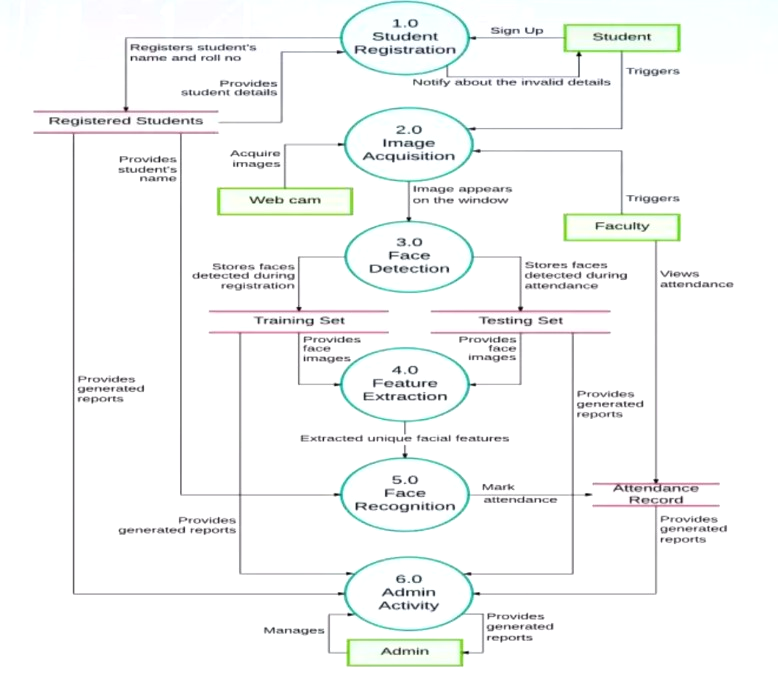 1.0
Student
Registration
Sign Up
Student
Registers student's
name and roll no
Provides
student details
Notify about the invalid details
Triggers
Registered Students
2.0
Image
Acquisition
Provides
student's
name
Acquire
images
Web cam
Image appears
on the window
Triggers
Faculty
3.0
Face
Detection
Stores faces
detected during
registration
Stores faces
detected during
attendance
Views
attendance
Training Set
Testing Set
Provides
face
images
Provides
face
images
4.0
Feature
Extraction
Provides
generated
reports
Provides
generated
reports
Extracted unique facial features
5.0
Face
Recognition
Mark
attendance
Attendance
Record
Provides
generated reports
Provides
generated
reports
6.0
Admin
Activity
Manages
Provides
generated
reports
Admin